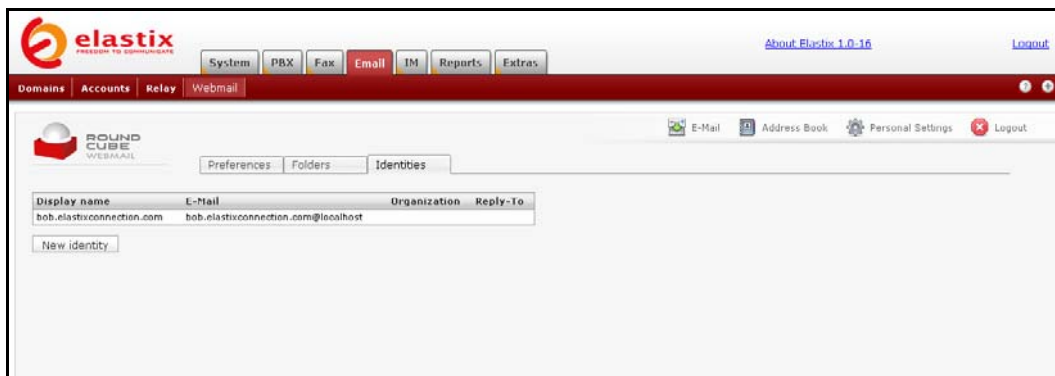 elastix
FREEDOM TO COMMUNICATE
System PBX Fax Email IM Reports Extras
About Elastix 1.0-16
Logout
Domains Accounts Relay Webmail
ROUND
CUBE
WEBMAIL
E-Mail Address Book Personal Settings Logout
Preferences Folders Identities
Display name E-Mail Organization Reply-To
bob.elastixconnection.com bob.elastixconnection.com@localhost
New identity